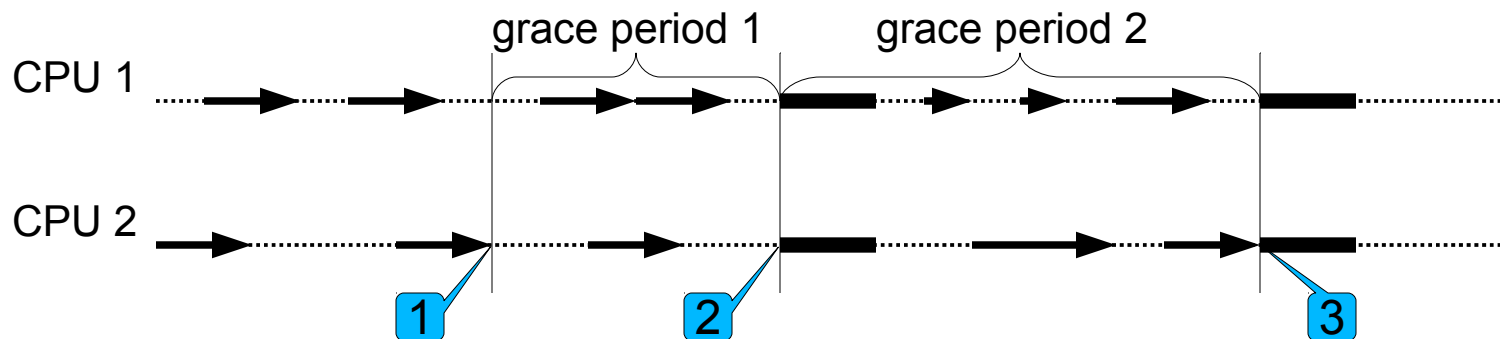 grace period 1
grace period 2
CPU 1
CPU 2
1
2
3